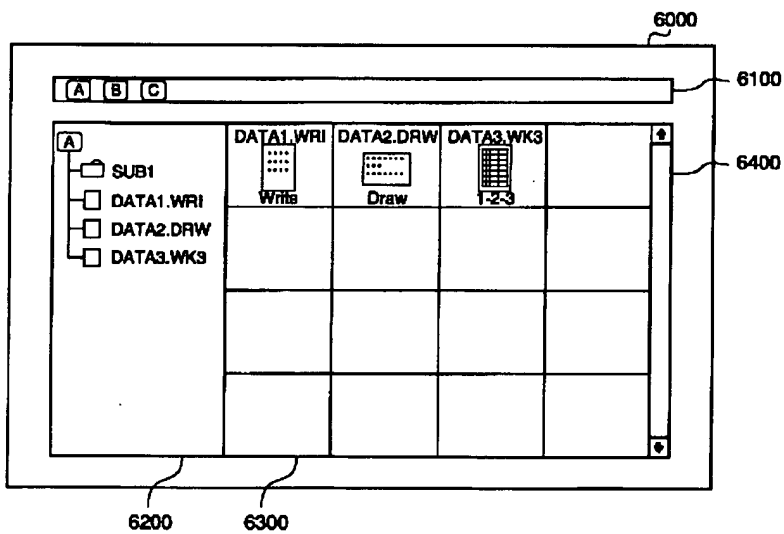 6000
A B C
6100
A
SUB1
DATA1.WRI
DATA2.DRW
DATA3.WK3
DATA1.WRI DATA2.DRW DATA3.WK3
Write Draw 1-2-3
6400
6200 6300